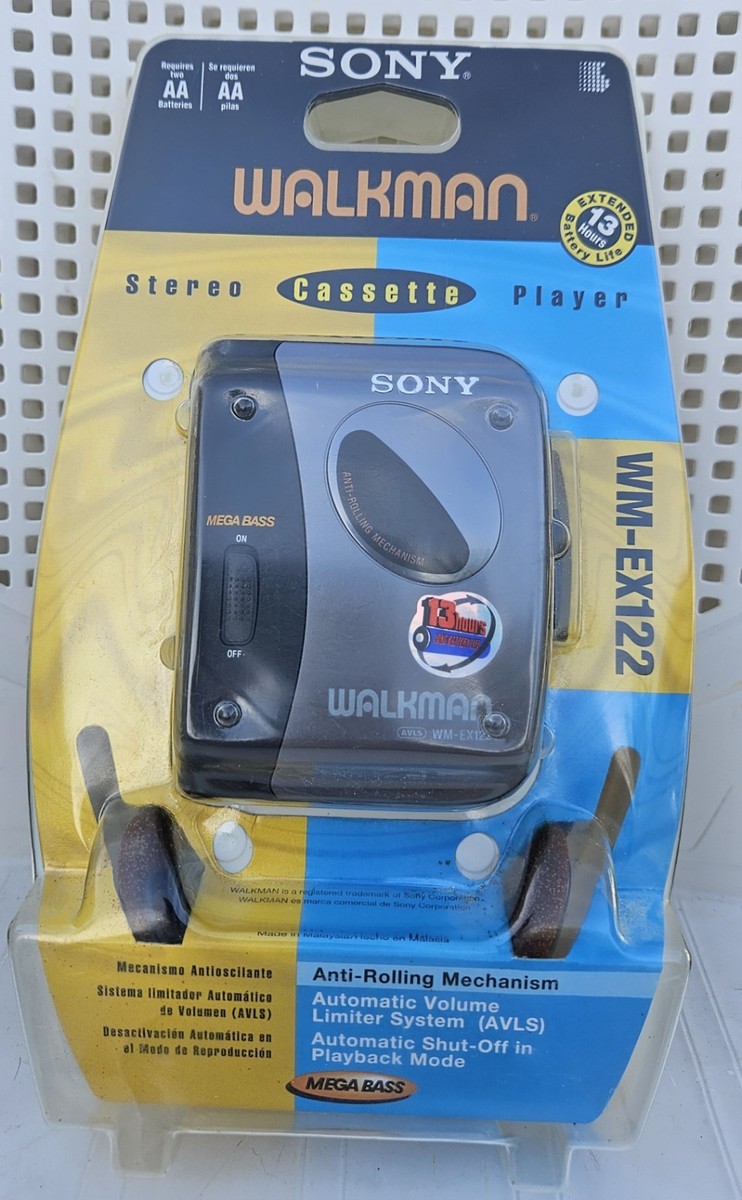 Requires
two
AA
Batteries
Se requieren
dos
AA
pilas
SONY®
WALKMAN®
EXTENDED
13
Hours
Battery Life
Stereo Cassette Player
SONY
ANTI-ROLLING MECHANISM
MEGA BASS
ON
OFF
13 hours
WALKMAN
AVLS WM-EX122
WM-EX122
WALKMAN is a registered trademark of Sony Corporation
WALKMAN es marca comercial de Sony Corporation
Made in Malaysia/Hecho en Malasia
Mecanismo Antioscilante
Sistema limitador Automático
de Volumen (AVLS)
Desactivación Automática en
el Modo de Reproducción
Anti-Rolling Mechanism
Automatic Volume
Limiter System (AVLS)
Automatic Shut-Off in
Playback Mode
MEGA BASS